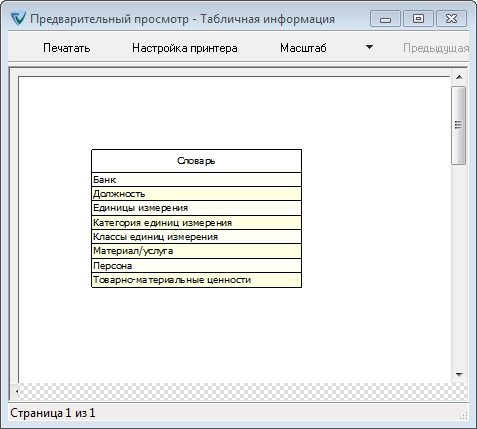 Предварительный просмотр - Табличная информация
Печатать Настройка принтера Масштаб Предыдущая
Словарь
Банк
Должность
Единицы измерения
Категория единиц измерения
Классы единиц измерения
Материал/услуга
Персона
Товарно-материальные ценности
Страница 1 из 1